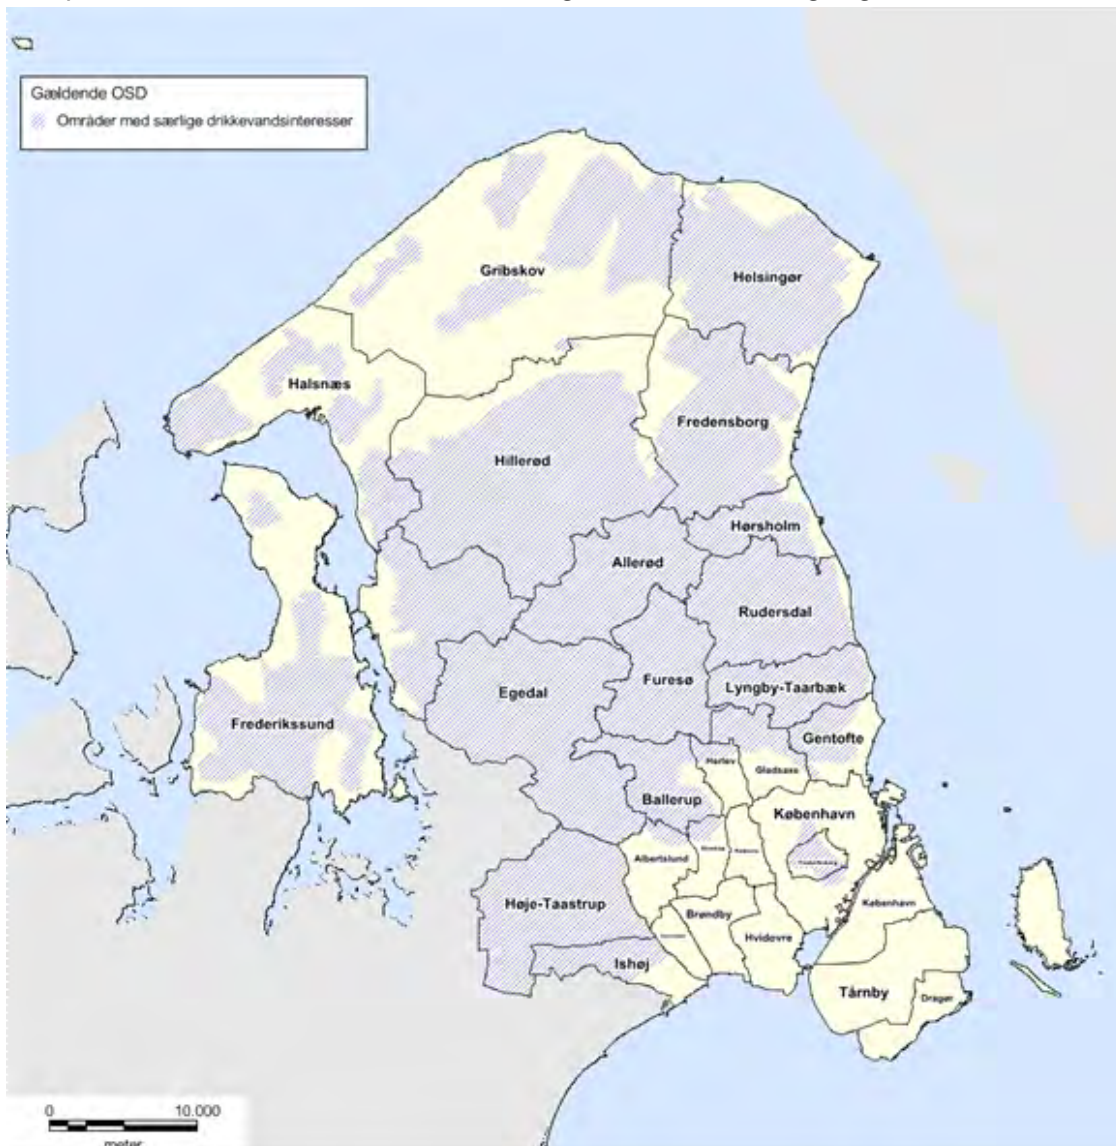 Gældende OSD
Områder med særlige drikkevandsinteresser
Gribskov
Helsingør
Halsnæs
Fredensborg
Hillerød
Hørsholm
Allerød
Rudersdal
Furesø
Lyngby-Taarbæk
Egedal
Frederikssund
Gentofte
Herlev
Gladsaxe
Ballerup
København
Albertslund
Høje-Taastrup
København
Brøndby
Hvidovre
Ishøj
Tårnby
Dragør
0 10.000
meter